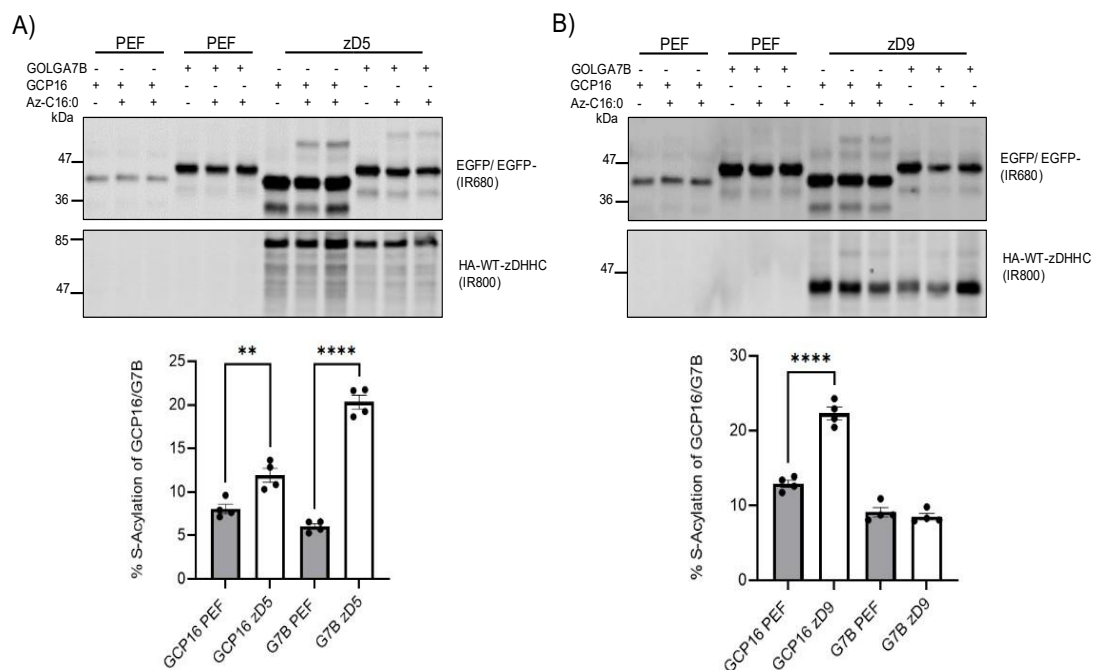 A)
PEF PEF zD5
GOLGA7B - - - + + + - - - + + +
GCP16 + + + - - - + + + - - -
Az-C16:0 - + + - + + - + + - + +
kDa
47
36
EGFP/ EGFP-
(IR680)
85
47
HA-WT-zDHHC
(IR800)
** ****
% S-Acylation of GCP16/G7B
25
20
15
10
5
0
GCP16 PEF
GCP16 zD5
G7B PEF
G7B zD5
B)
PEF PEF zD9
GOLGA7B - - - + + + - - - + + +
GCP16 + + + - - - + + + - - -
Az-C16:0 - + + - + + - + + - + +
kDa
47
36
EGFP/ EGFP-
(IR680)
47
HA-WT-zDHHC
(IR800)
****
% S-Acylation of GCP16/G7B
30
20
10
0
GCP16 PEF
GCP16 zD9
G7B PEF
G7B zD9